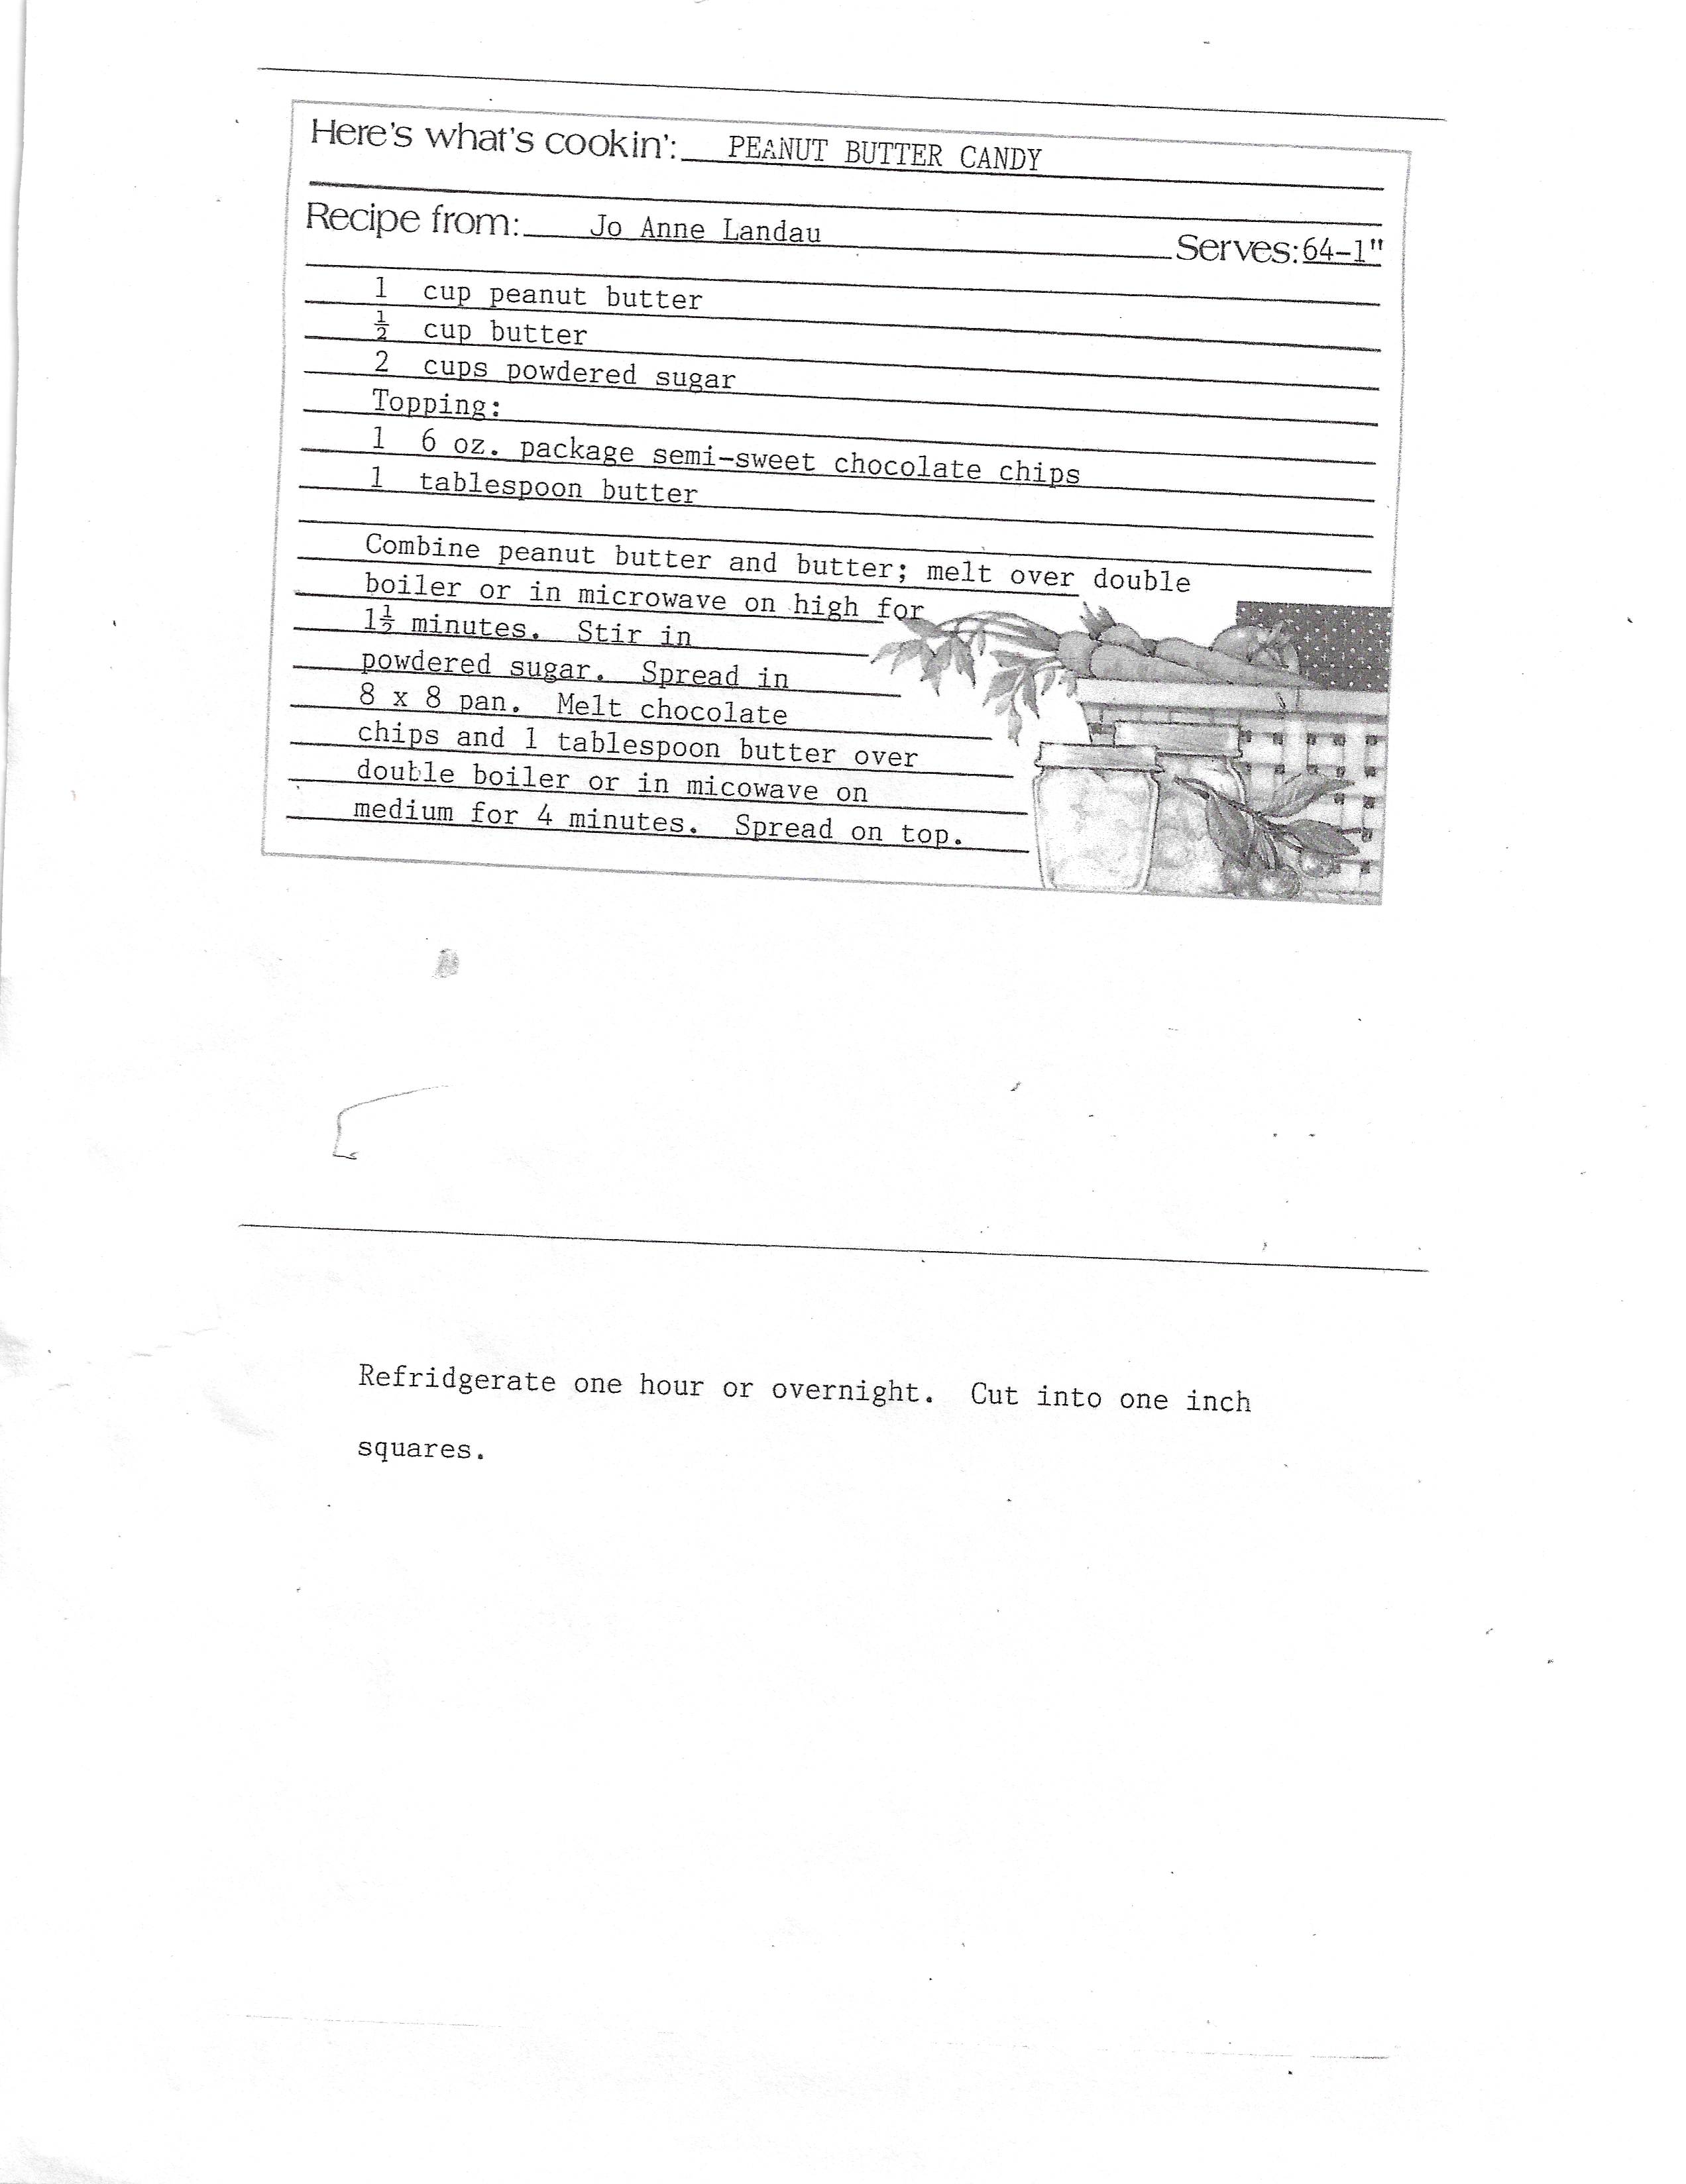 Here's what's cookin': PEANUT BUTTER CANDY
Recipe from: Jo Anne Landau Serves: 64-1"
1 cup peanut butter
½ cup butter
2 cups powdered sugar
Topping:
1 6 oz. package semi-sweet chocolate chips
1 tablespoon butter
Combine peanut butter and butter; melt over double
boiler or in microwave on high for
1½ minutes. Stir in
powdered sugar. Spread in
8 x 8 pan. Melt chocolate
chips and 1 tablespoon butter over
double boiler or in micowave on
medium for 4 minutes. Spread on top.
Refridgerate one hour or overnight. Cut into one inch
squares.